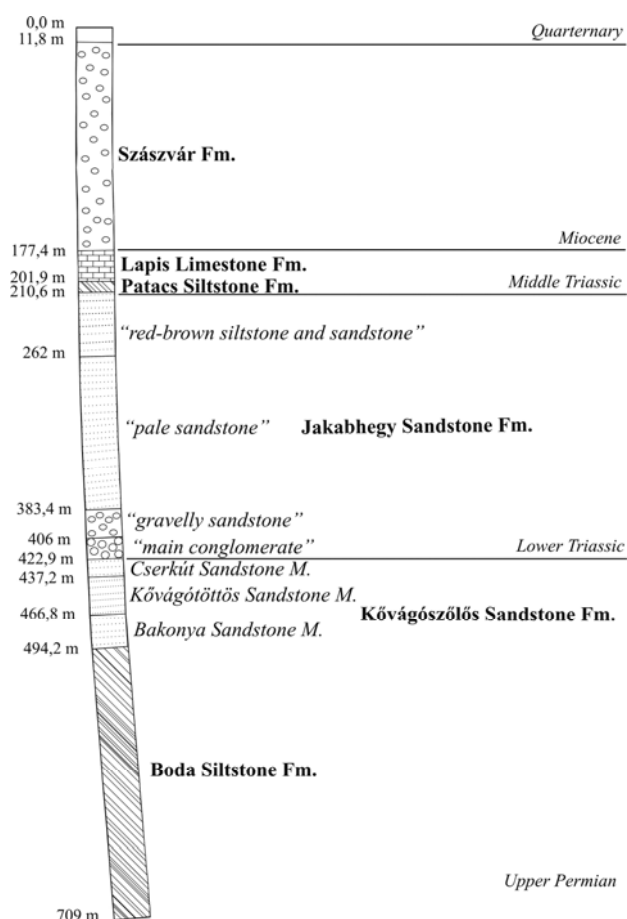 0,0 m
Quarternary
11,8 m
Szászvár Fm.
Miocene
177,4 m
Lapis Limestone Fm.
201,9 m
Patacs Siltstone Fm.
Middle Triassic
210,6 m
“red-brown siltstone and sandstone”
262 m
“pale sandstone”
Jakabhegy Sandstone Fm.
383,4 m
“gravelly sandstone”
406 m
“main conglomerate”
Lower Triassic
422,9 m
Cserkút Sandstone M.
437,2 m
Kővágótöttös Sandstone M.
Kővágószőlős Sandstone Fm.
466,8 m
Bakonya Sandstone M.
494,2 m
Boda Siltstone Fm.
Upper Permian
709 m